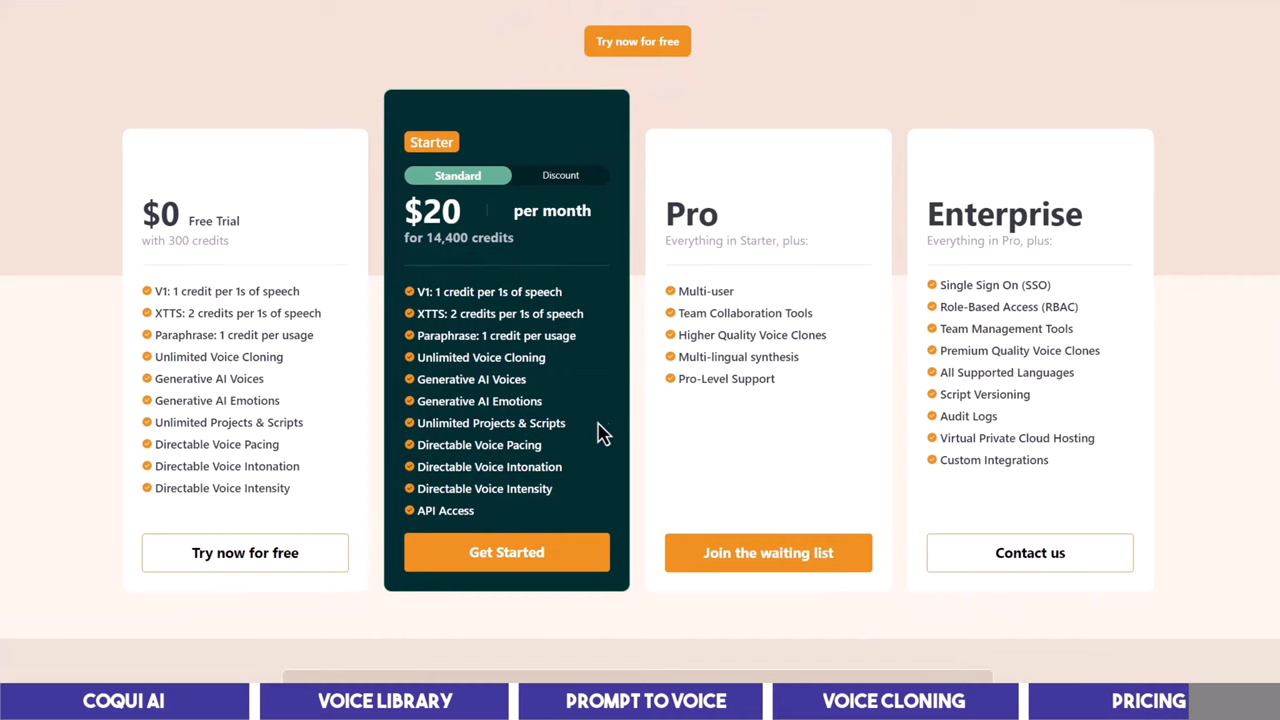 Try now for free
$0 Free Trial
with 300 credits
V1: 1 credit per 1s of speech
XTTS: 2 credits per 1s of speech
Paraphrase: 1 credit per usage
Unlimited Voice Cloning
Generative AI Voices
Generative AI Emotions
Unlimited Projects & Scripts
Directable Voice Pacing
Directable Voice Intonation
Directable Voice Intensity
Try now for free
Starter
Standard Discount
$20 per month
for 14,400 credits
V1: 1 credit per 1s of speech
XTTS: 2 credits per 1s of speech
Paraphrase: 1 credit per usage
Unlimited Voice Cloning
Generative AI Voices
Generative AI Emotions
Unlimited Projects & Scripts
Directable Voice Pacing
Directable Voice Intonation
Directable Voice Intensity
API Access
Get Started
Pro
Everything in Starter, plus:
Multi-user
Team Collaboration Tools
Higher Quality Voice Clones
Multi-lingual synthesis
Pro-Level Support
Join the waiting list
Enterprise
Everything in Pro, plus:
Single Sign On (SSO)
Role-Based Access (RBAC)
Team Management Tools
Premium Quality Voice Clones
All Supported Languages
Script Versioning
Audit Logs
Virtual Private Cloud Hosting
Custom Integrations
Contact us
COQUI AI
VOICE LIBRARY
PROMPT TO VOICE
VOICE CLONING
PRICING